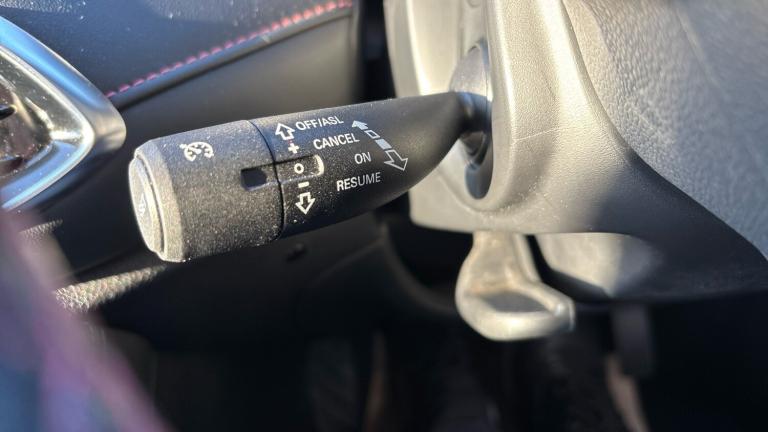 OFF/ASL
+ CANCEL
O ON
− RESUME